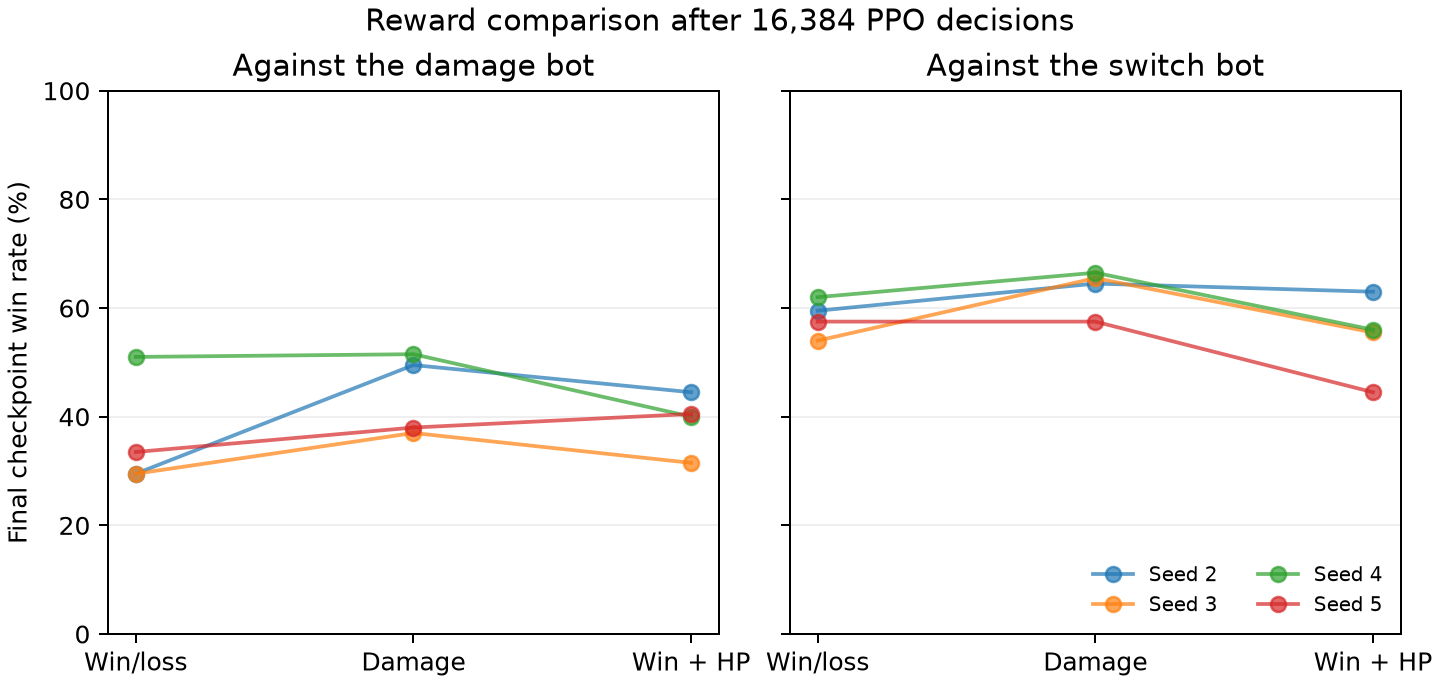 Reward comparison after 16,384 PPO decisions
Against the damage bot
Against the switch bot
Final checkpoint win rate (%)
100
80
60
40
20
0
Win/loss
Damage
Win + HP
Win/loss
Damage
Win + HP
Seed 2
Seed 3
Seed 4
Seed 5